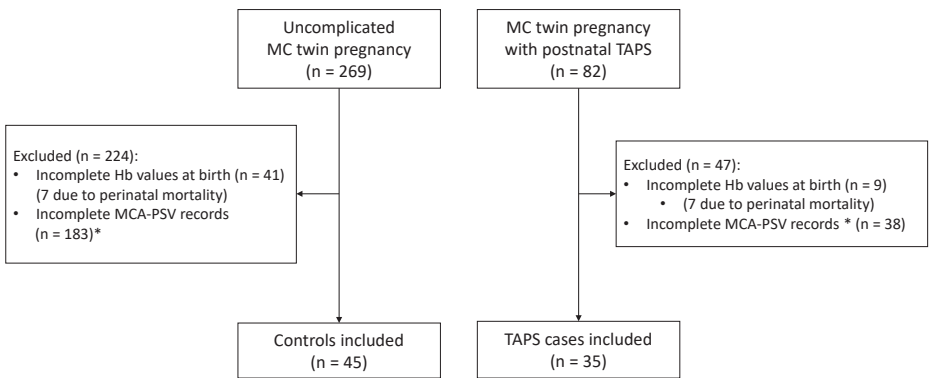 Uncomplicated
MC twin pregnancy
(n = 269)
MC twin pregnancy
with postnatal TAPS
(n = 82)
Excluded (n = 224):
• Incomplete Hb values at birth (n = 41)
(7 due to perinatal mortality)
• Incomplete MCA-PSV records
(n = 183)*
Excluded (n = 47):
• Incomplete Hb values at birth (n = 9)
• (7 due to perinatal mortality)
• Incomplete MCA-PSV records * (n = 38)
Controls included
(n = 45)
TAPS cases included
(n = 35)